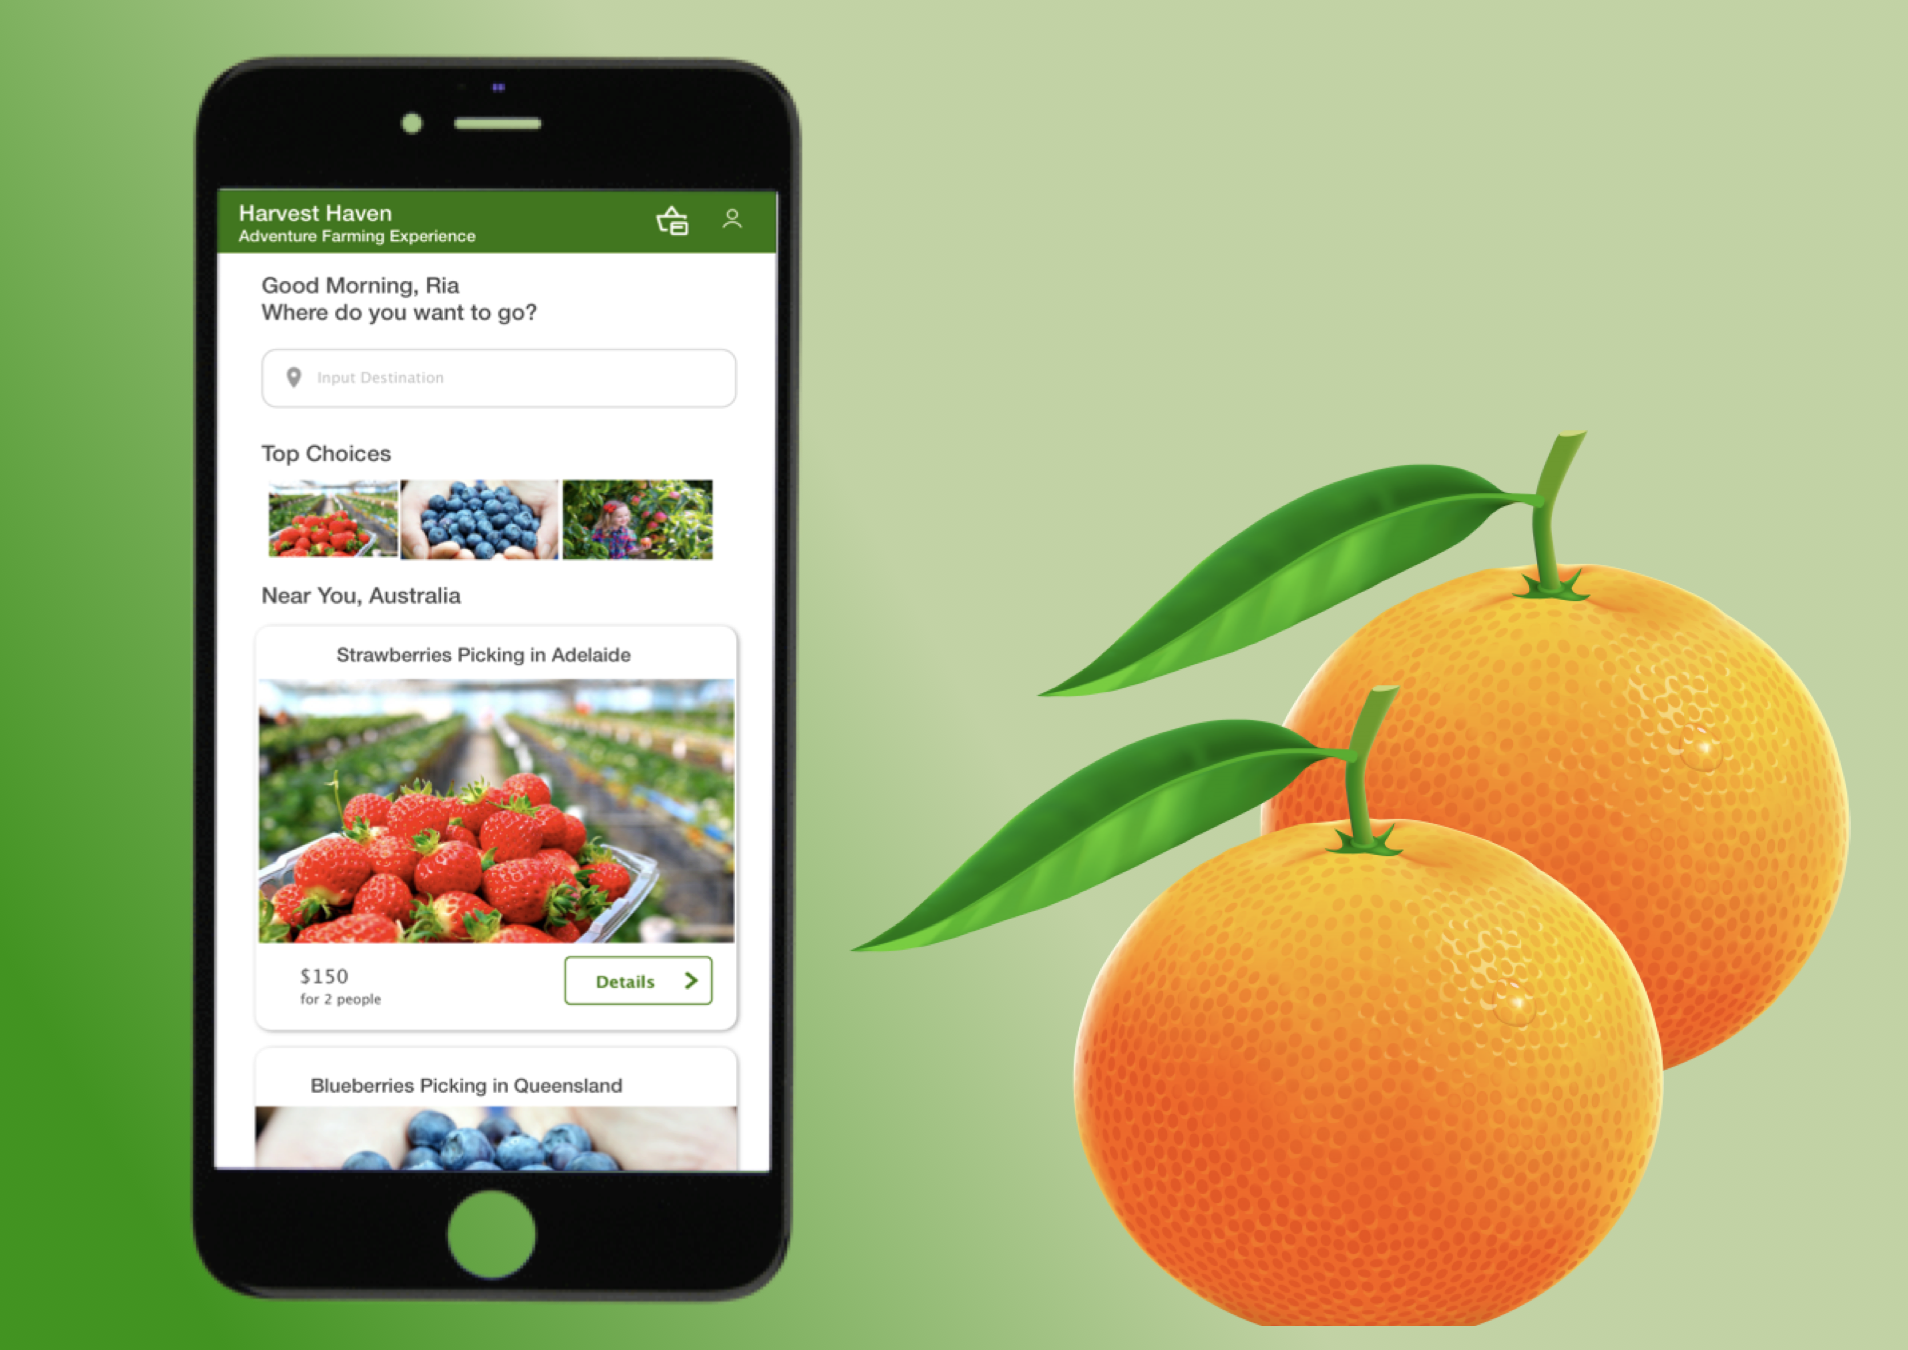 Harvest Haven
Adventure Farming Experience
Good Morning, Ria
Where do you want to go?
Input Destination
Top Choices
Near You, Australia
Strawberries Picking in Adelaide
$150
for 2 people
Details
Blueberries Picking in Queensland